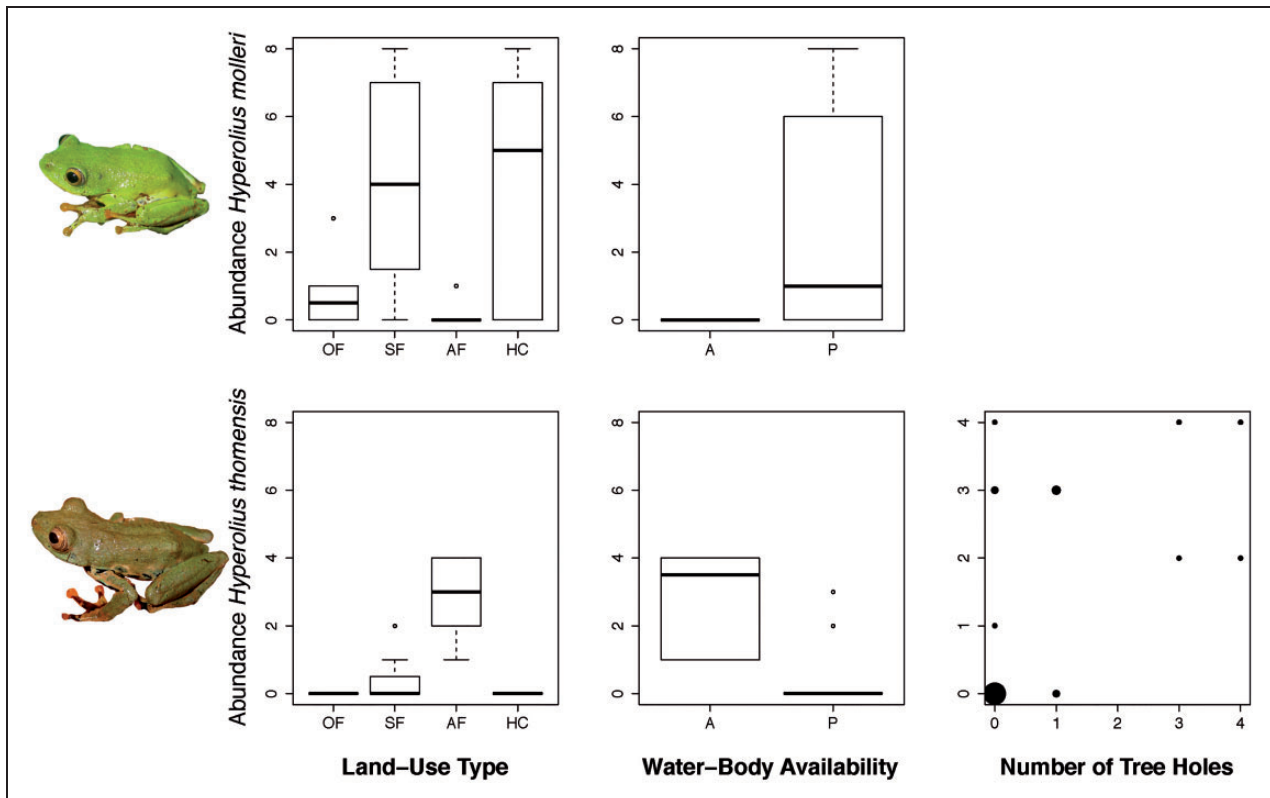 Abundance Hyperolius molleri
8
6
4
2
0
OF SF AF HC
8
6
4
2
0
A P
Abundance Hyperolius thomensis
8
6
4
2
0
OF SF AF HC
Land–Use Type
8
6
4
2
0
A P
Water–Body Availability
4
3
2
1
0
0 1 2 3 4
Number of Tree Holes